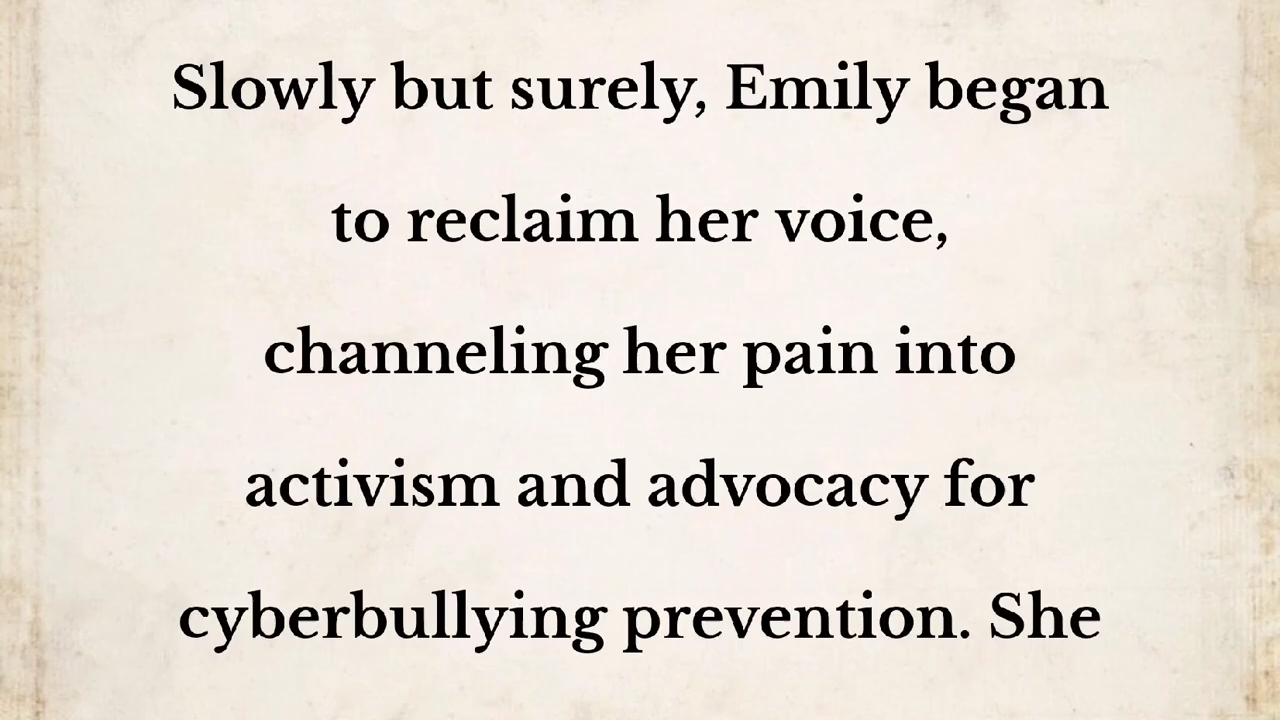 Slowly but surely, Emily began
to reclaim her voice,
channeling her pain into
activism and advocacy for
cyberbullying prevention. She